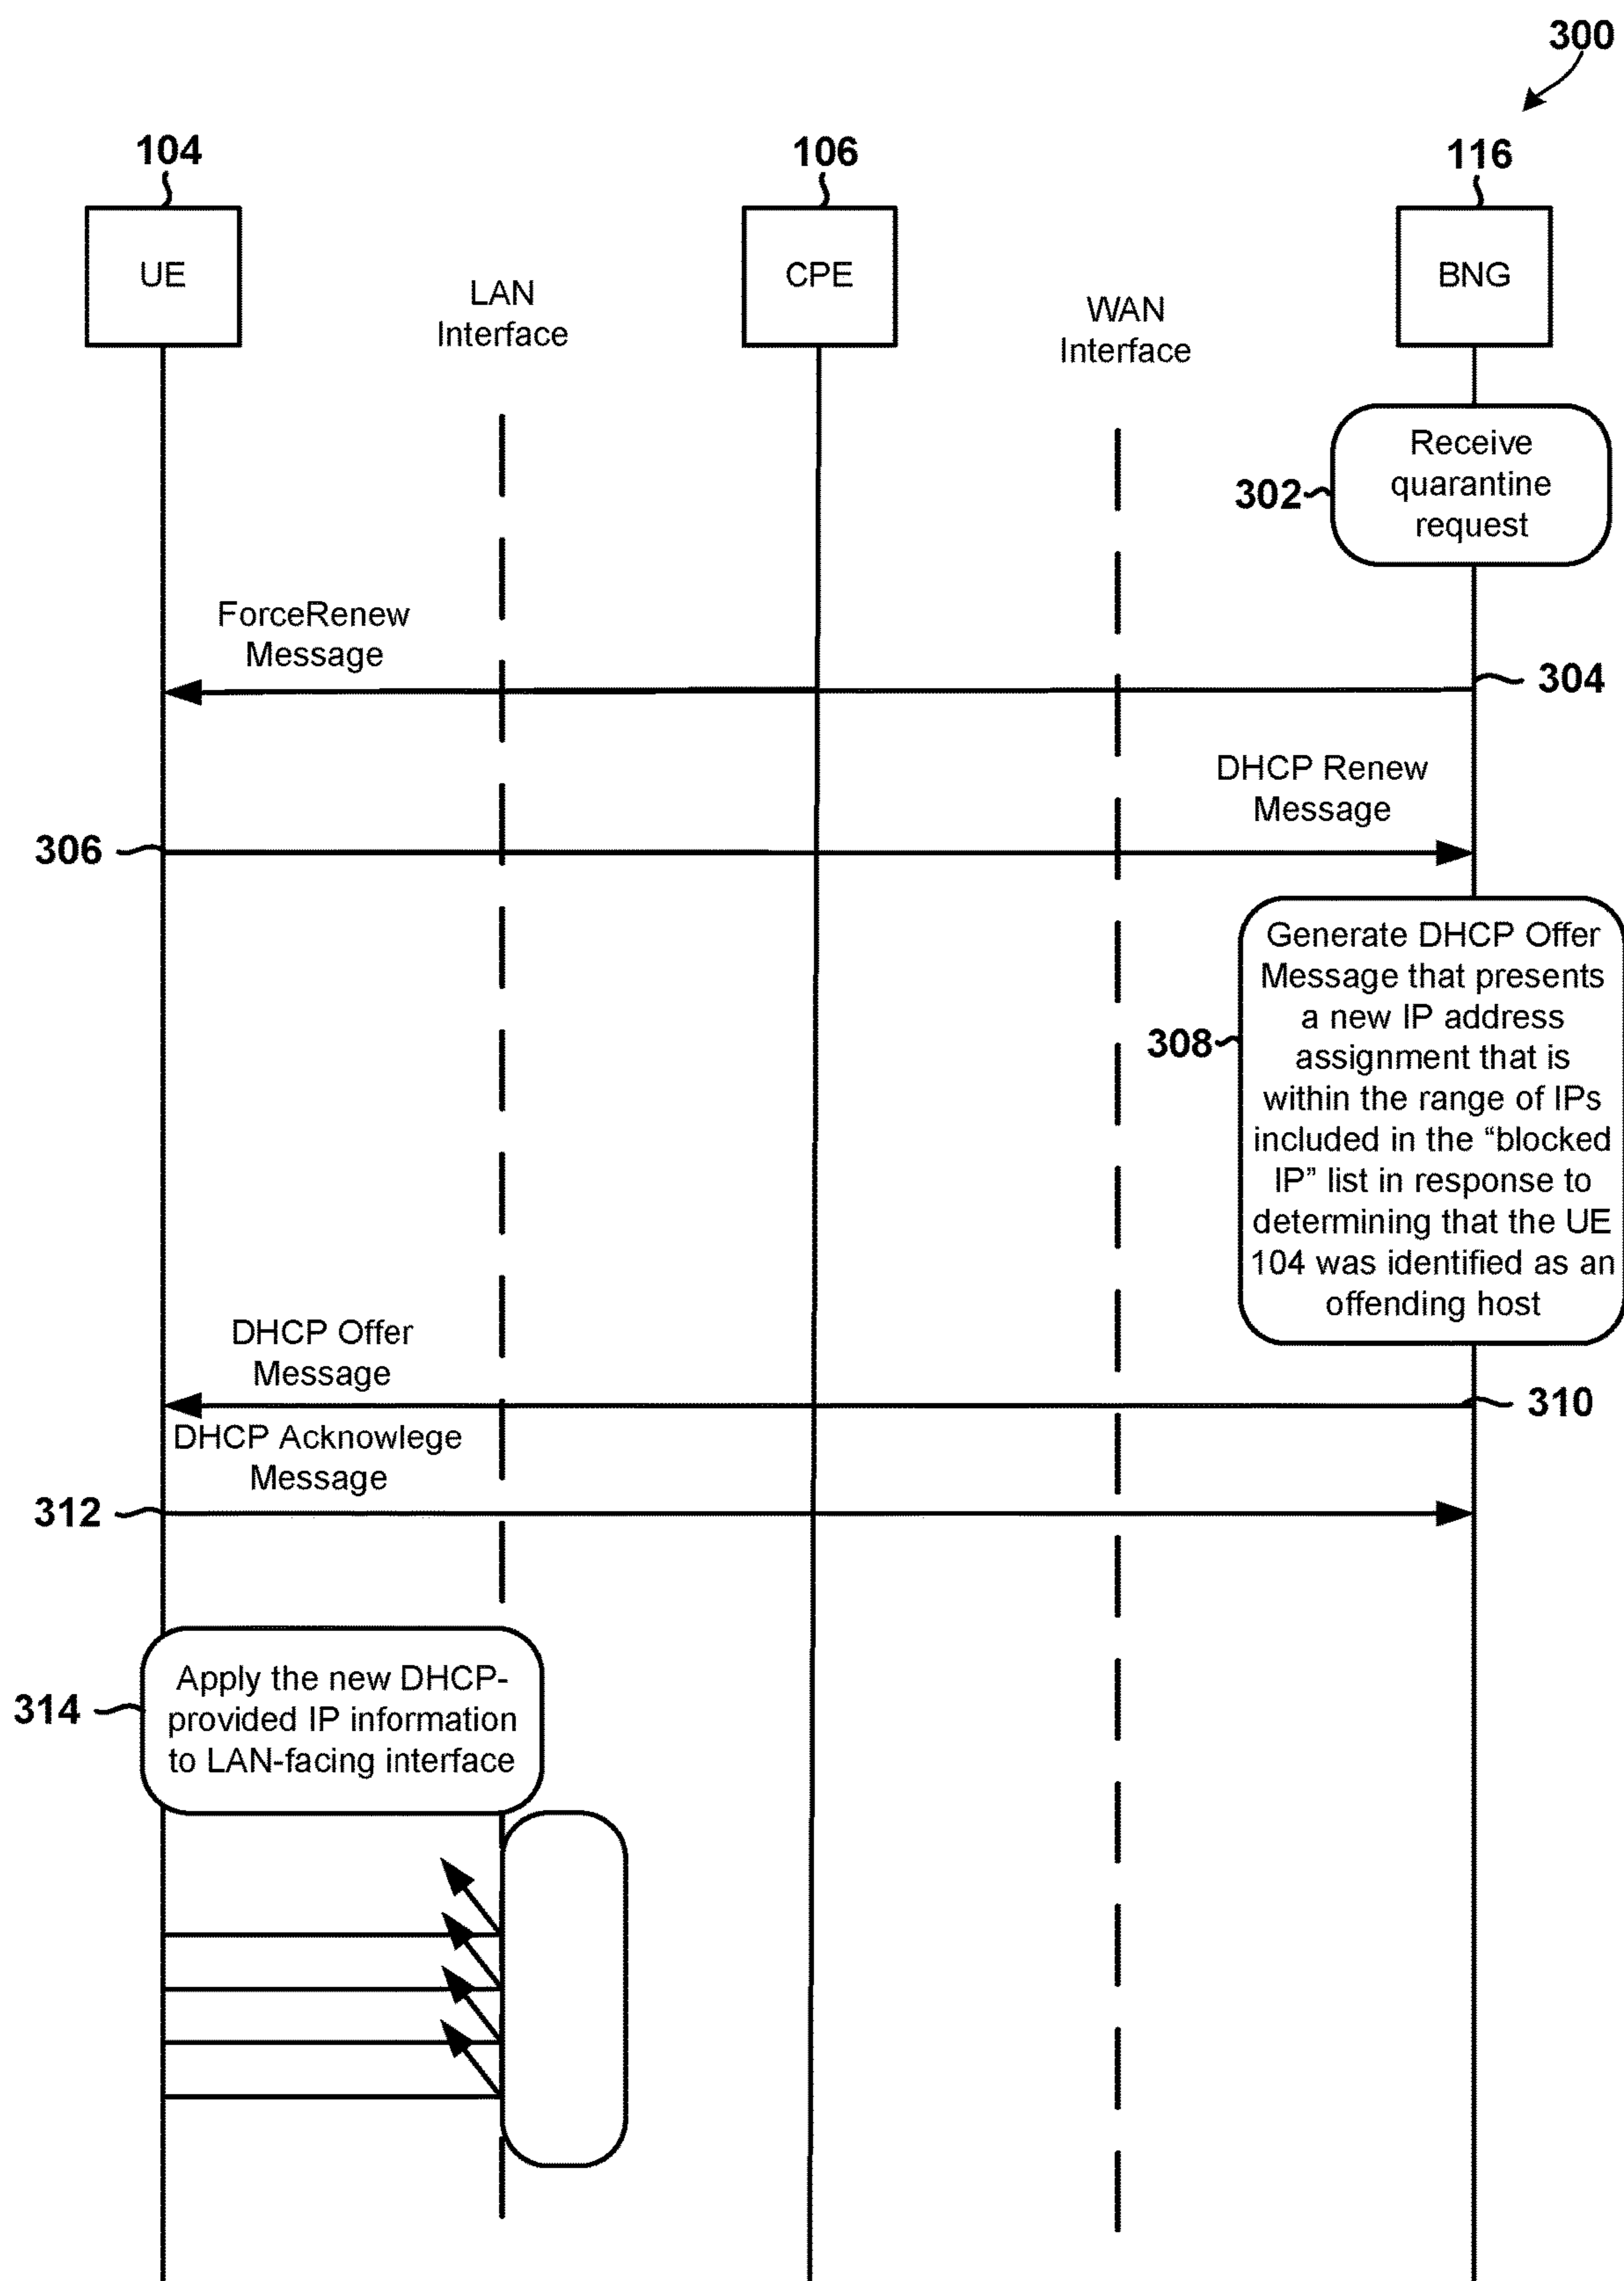 300
104
106
116
UE
CPE
BNG
LAN
Interface
WAN
Interface
302
Receive
quarantine
request
ForceRenew
Message
304
DHCP Renew
Message
306
308
Generate DHCP Offer
Message that presents
a new IP address
assignment that is
within the range of IPs
included in the “blocked
IP” list in response to
determining that the UE
104 was identified as an
offending host
DHCP Offer
Message
310
DHCP Acknowlege
Message
312
314
Apply the new DHCP-
provided IP information
to LAN-facing interface